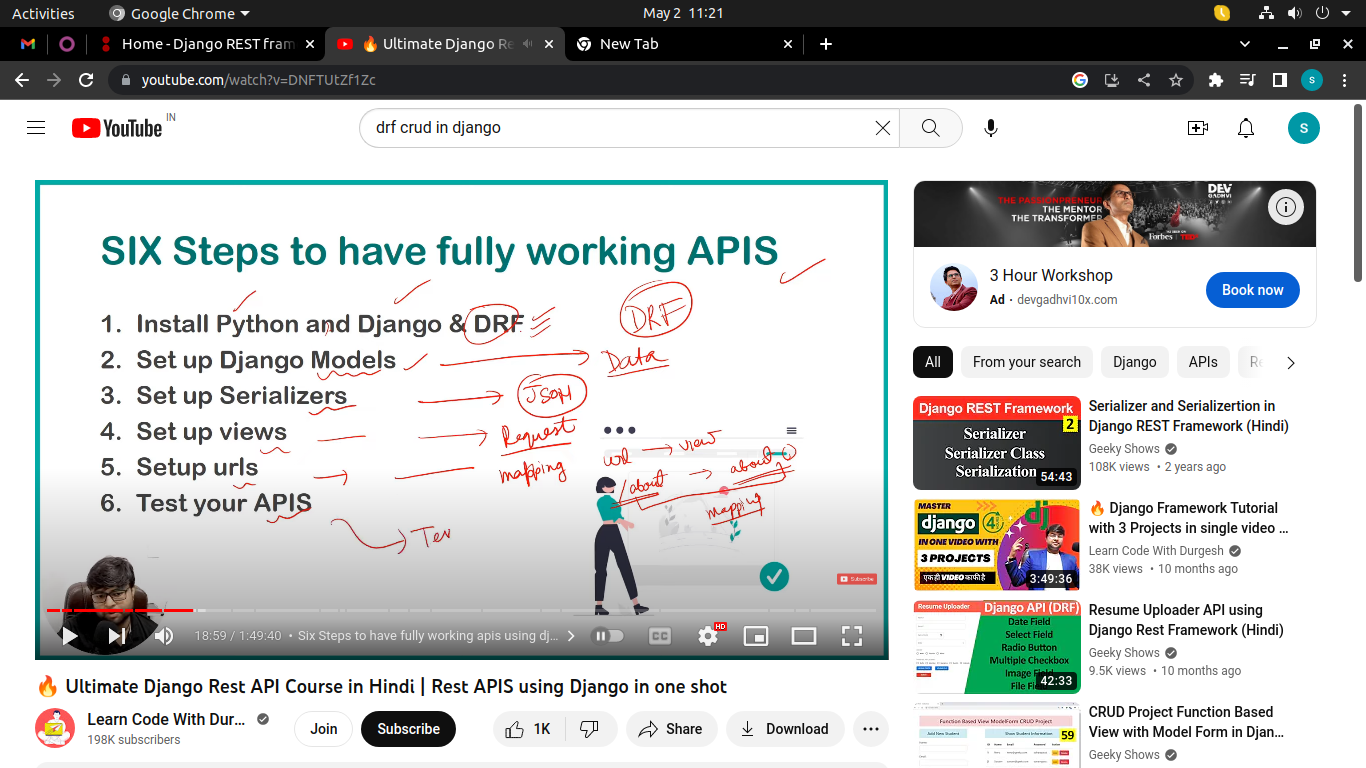 Activities
Google Chrome
May 2 11:21
Home - Django REST fram
🔥 Ultimate Django Re
New Tab
youtube.com/watch?v=DNFTUtZf1Zc
S
YouTube IN
drf crud in django
S
SIX Steps to have fully working APIS
1. Install Python and Django & DRF
DRF
2. Set up Django Models
Data
3. Set up Serializers
JSON
4. Set up views
Request
url → view
5. Setup urls
mapping
/about → about()
mapping
6. Test your APIS
Subscribe
18:59 / 1:49:40 • Six Steps to have fully working apis using dj...
CC
HD
🔥 Ultimate Django Rest API Course in Hindi | Rest APIS using Django in one shot
Learn Code With Dur...
198K subscribers
Join
Subscribe
1K
Share
Download
THE PASSIONPRENEUR
THE MENTOR
THE TRANSFORMER
DEV
GADHVI
Forbes
TEDx
3 Hour Workshop
Ad · devgadhvi10x.com
Book now
All
From your search
Django
APIs
Re
Django REST Framework
2
Serializer
Serializer Class
Serialization
54:43
Serializer and Serializertion in
Django REST Framework (Hindi)
Geeky Shows
108K views • 2 years ago
MASTER
django
4
dj
IN ONE VIDEO WITH
3 PROJECTS
एक ही VIDEO काफी है
3:49:36
🔥 Django Framework Tutorial
with 3 Projects in single video ...
Learn Code With Durgesh
38K views • 10 months ago
Resume Uploader
Django API (DRF)
Date Field
Select Field
Radio Button
Multiple Checkbox
Image Field
File Fiel
42:33
Resume Uploader API using
Django Rest Framework (Hindi)
Geeky Shows
9.5K views • 10 months ago
Function Based View ModelForm CRUD Project
Add New Student
Show Student Information
59
CRUD Project Function Based
View with Model Form in Djan...
Geeky Shows